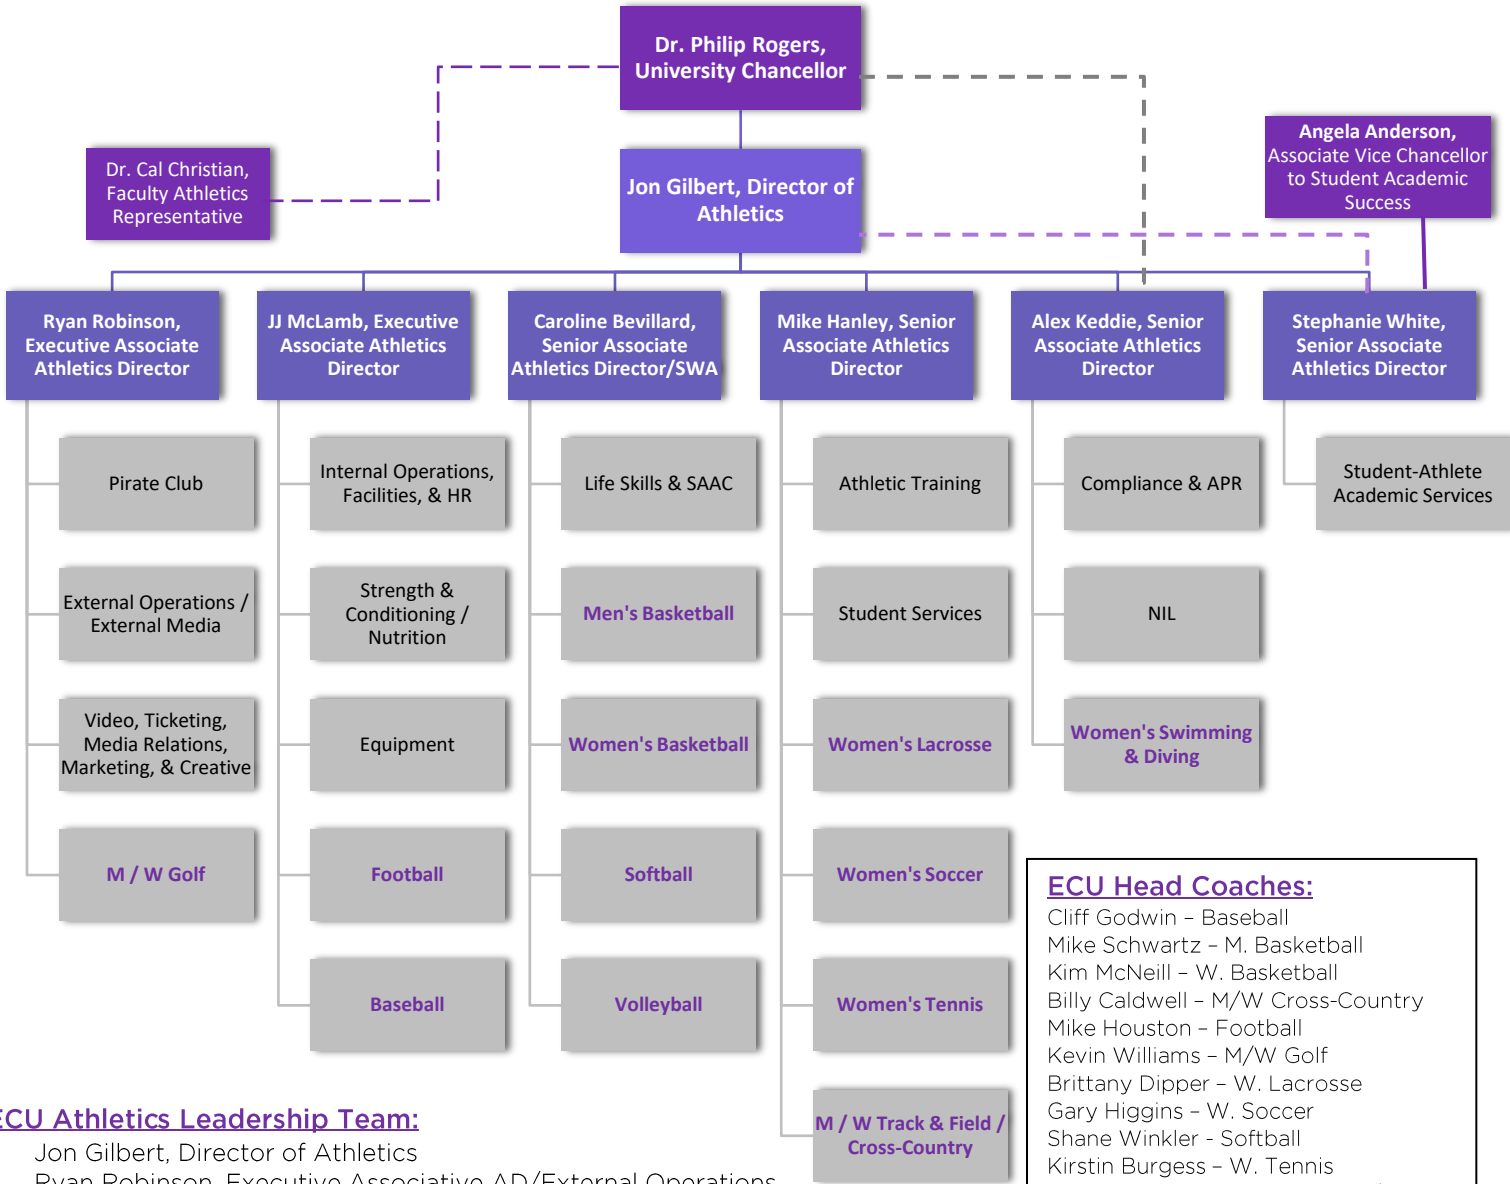 Dr. Philip Rogers,
University Chancellor
Angela Anderson,
Associate Vice Chancellor
to Student Academic
Success
Dr. Cal Christian,
Faculty Athletics
Representative
Jon Gilbert, Director of
Athletics
Ryan Robinson,
Executive Associate
Athletics Director
JJ McLamb, Executive
Associate Athletics
Director
Caroline Bevillard,
Senior Associate
Athletics Director/SWA
Mike Hanley, Senior
Associate Athletics
Director
Alex Keddie, Senior
Associate Athletics
Director
Stephanie White,
Senior Associate
Athletics Director
Pirate Club
External Operations /
External Media
Video, Ticketing,
Media Relations,
Marketing, & Creative
M / W Golf
Internal Operations,
Facilities, & HR
Strength &
Conditioning /
Nutrition
Equipment
Football
Baseball
Life Skills & SAAC
Men's Basketball
Women's Basketball
Softball
Volleyball
Athletic Training
Student Services
Women's Lacrosse
Women's Soccer
Women's Tennis
M / W Track & Field /
Cross-Country
Compliance & APR
NIL
Women's Swimming
& Diving
Student-Athlete
Academic Services
ECU Head Coaches:
Cliff Godwin – Baseball
Mike Schwartz – M. Basketball
Kim McNeill – W. Basketball
Billy Caldwell – M/W Cross-Country
Mike Houston – Football
Kevin Williams – M/W Golf
Brittany Dipper – W. Lacrosse
Gary Higgins – W. Soccer
Shane Winkler - Softball
Kirstin Burgess – W. Tennis
ECU Athletics Leadership Team:
Jon Gilbert, Director of Athletics
Ryan Robinson, Executive Associative AD/External Operations